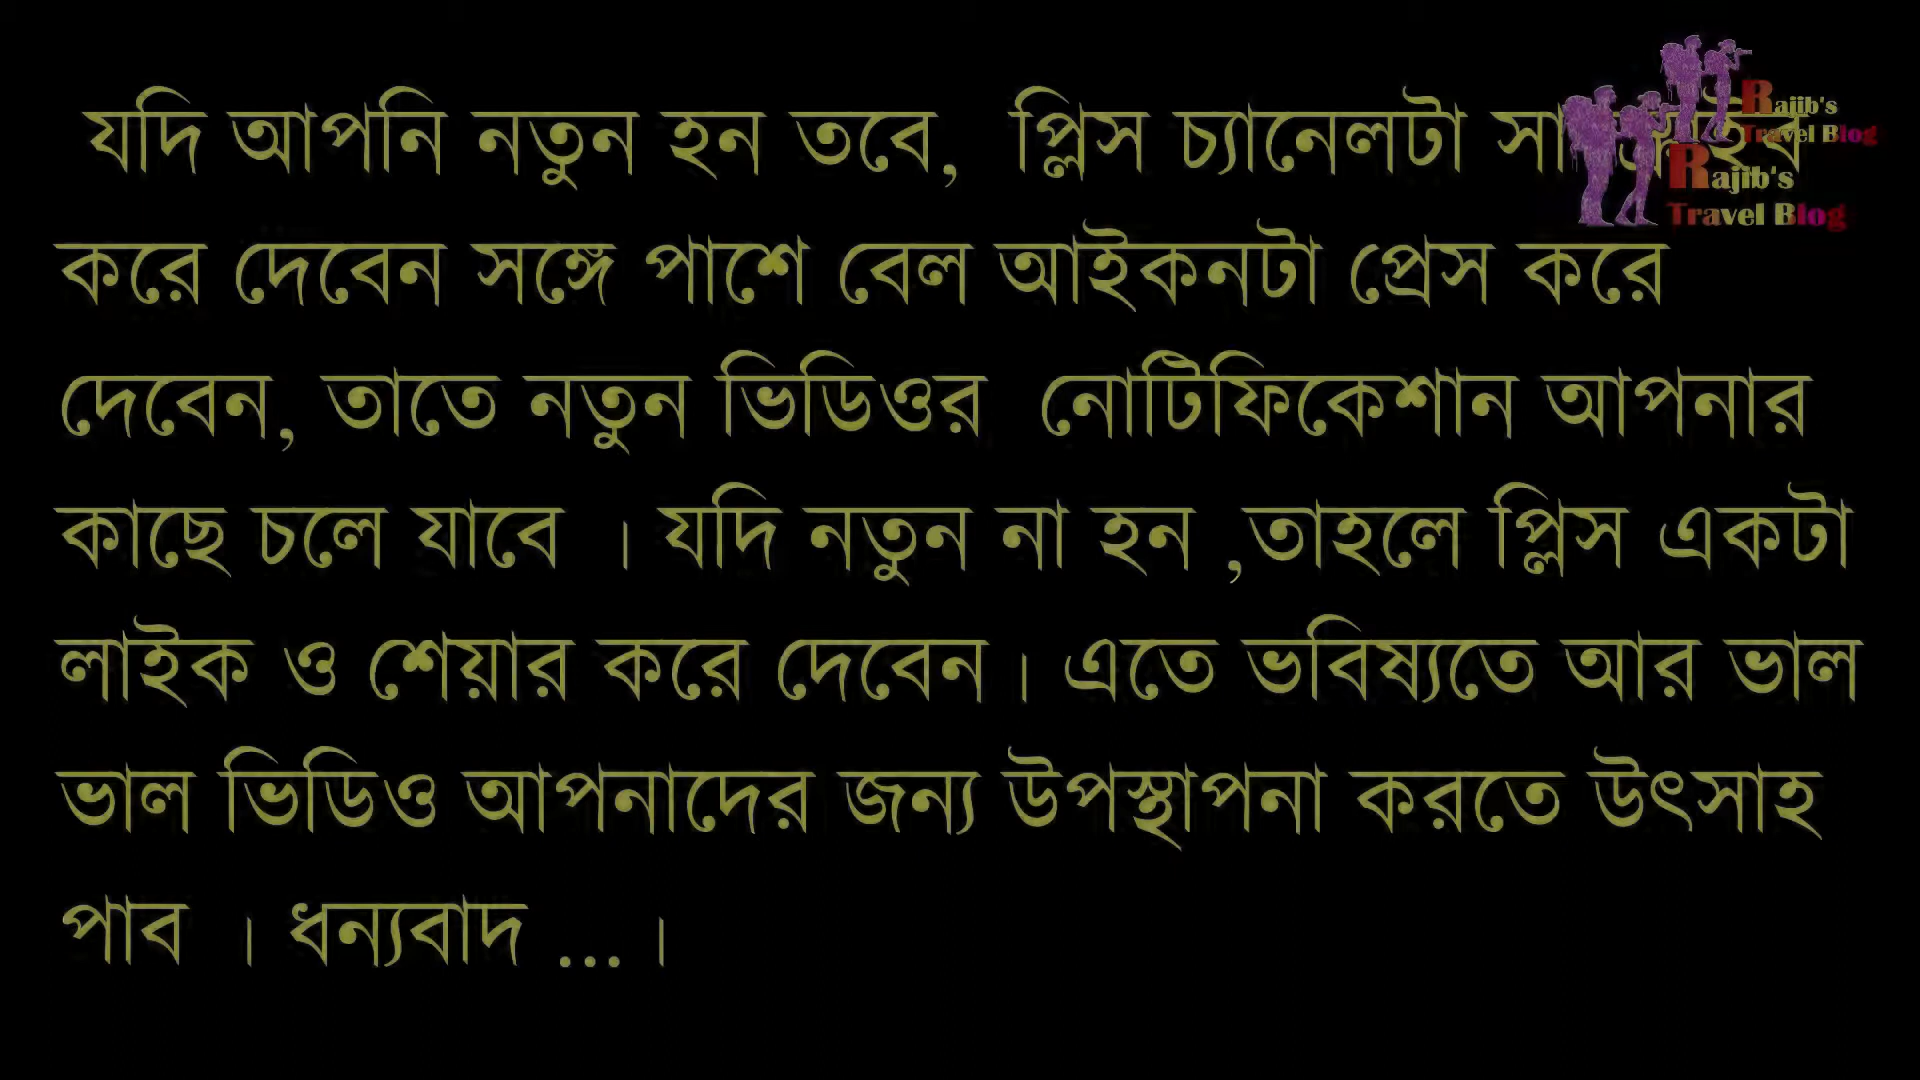 যদি আপনি নতুন হন তবে, প্লিস চ্যানেলটা
করে দেবেন সঙ্গে পাশে বেল আইকনটা প্রেস করে
দেবেন, তাতে নতুন ভিডিওর নোটিফিকেশান আপনার
কাছে চলে যাবে । যদি নতুন না হন ,তাহলে প্লিস একটা
লাইক ও শেয়ার করে দেবেন। এতে ভবিষ্যতে আর ভাল
ভাল ভিডিও আপনাদের জন্য উপস্থাপনা করতে উৎসাহ
পাব । ধন্যবাদ ... ।
Rajib's
Travel Blog
Rajib's
Travel Blog